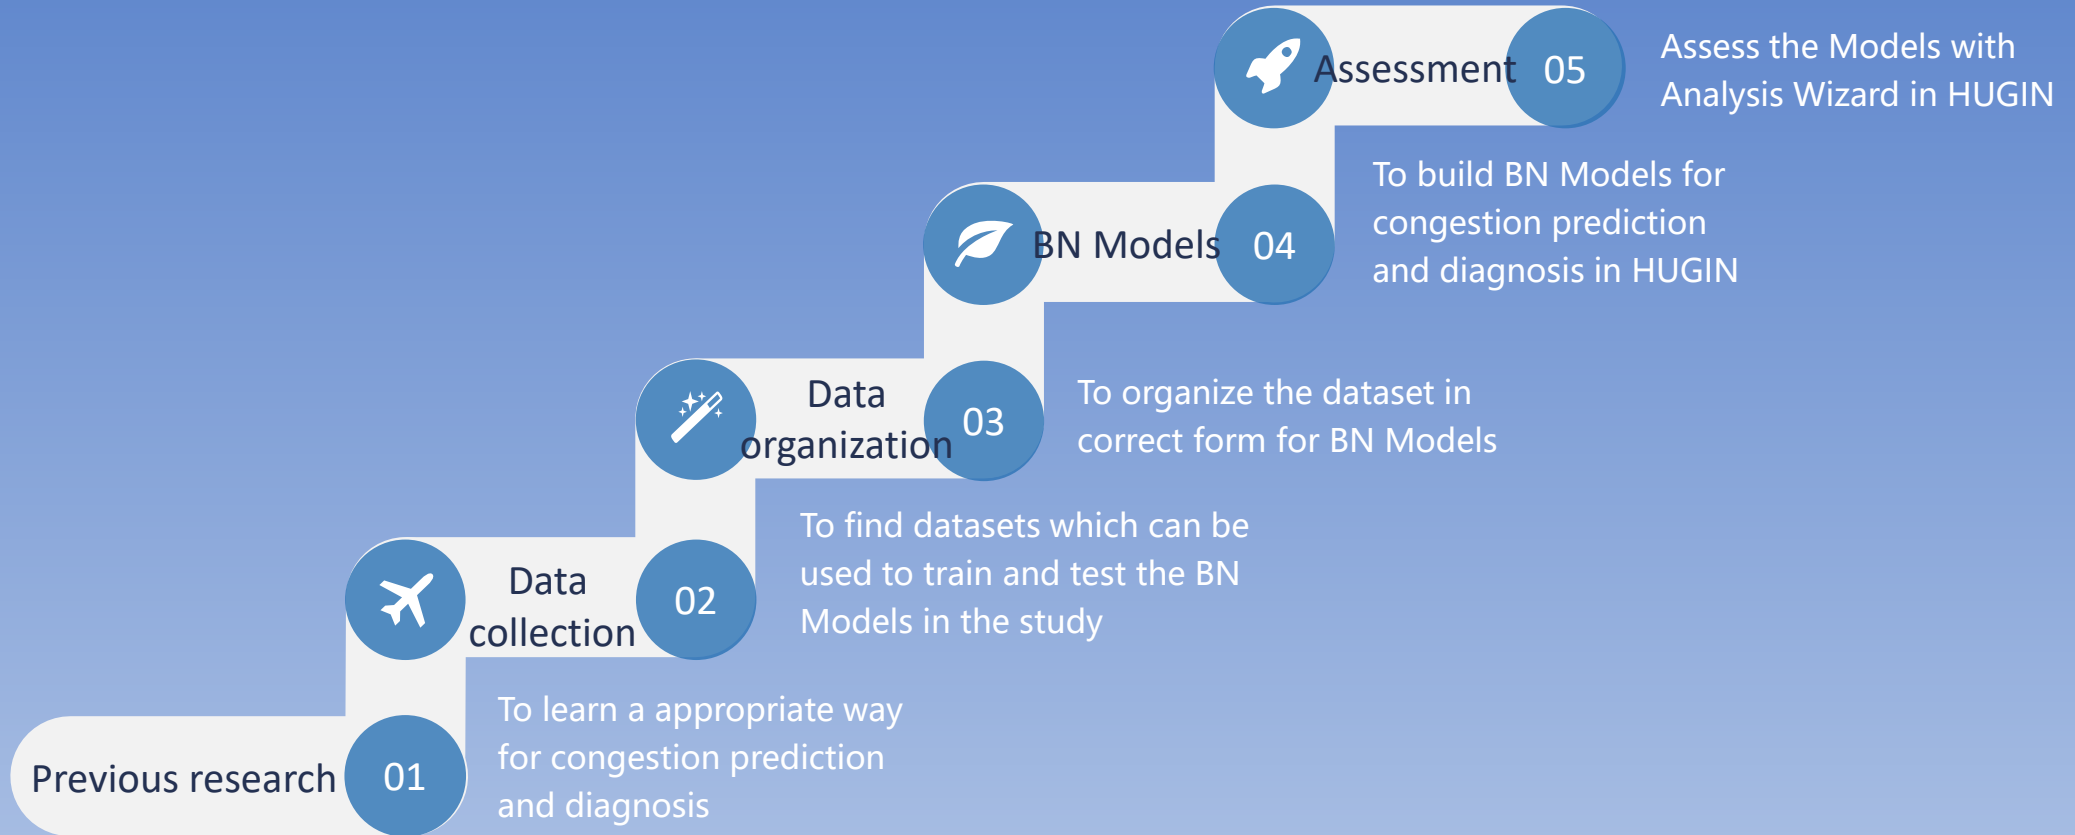 Previous research
01
To learn a appropriate way
for congestion prediction
and diagnosis
Data
collection
02
To find datasets which can be
used to train and test the BN
Models in the study
Data
organization
03
To organize the dataset in
correct form for BN Models
BN Models
04
To build BN Models for
congestion prediction
and diagnosis in HUGIN
Assessment
05
Assess the Models with
Analysis Wizard in HUGIN